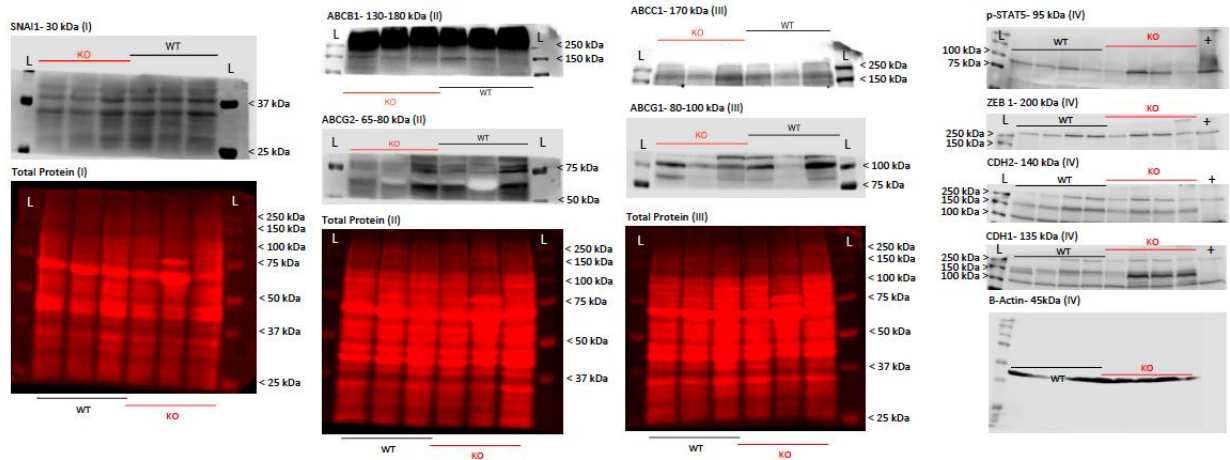 SNAI1- 30 kDa (I)
KO
WT
L
L
< 37 kDa
< 25 kDa
Total Protein (I)
L
L
< 250 kDa
< 150 kDa
< 100 kDa
< 75 kDa
< 50 kDa
< 37 kDa
< 25 kDa
WT
KO
ABCB1- 130-180 kDa (II)
L
L
< 250 kDa
< 150 kDa
KO
WT
ABCG2- 65-80 kDa (II)
KO
WT
L
L
< 75 kDa
< 50 kDa
Total Protein (II)
L
L
< 250 kDa
< 150 kDa
< 100 kDa
< 75 kDa
< 50 kDa
< 37 kDa
WT
KO
ABCC1- 170 kDa (III)
KO
WT
L
L
< 250 kDa
< 150 kDa
ABCG1- 80-100 kDa (III)
KO
WT
L
L
< 100 kDa
< 75 kDa
Total Protein (III)
L
L
< 250 kDa
< 150 kDa
< 100 kDa
< 75 kDa
< 50 kDa
< 37 kDa
< 25 kDa
WT
KO
p-STAT5- 95 kDa (IV)
L
WT
KO
+
100 kDa >
75 kDa >
ZEB 1- 200 kDa (IV)
L
WT
KO
+
250 kDa >
150 kDa >
CDH2- 140 kDa (IV)
L
WT
KO
+
250 kDa >
150 kDa >
100 kDa >
CDH1- 135 kDa (IV)
L
WT
KO
+
250 kDa >
150 kDa >
100 kDa >
B-Actin- 45kDa (IV)
WT
KO